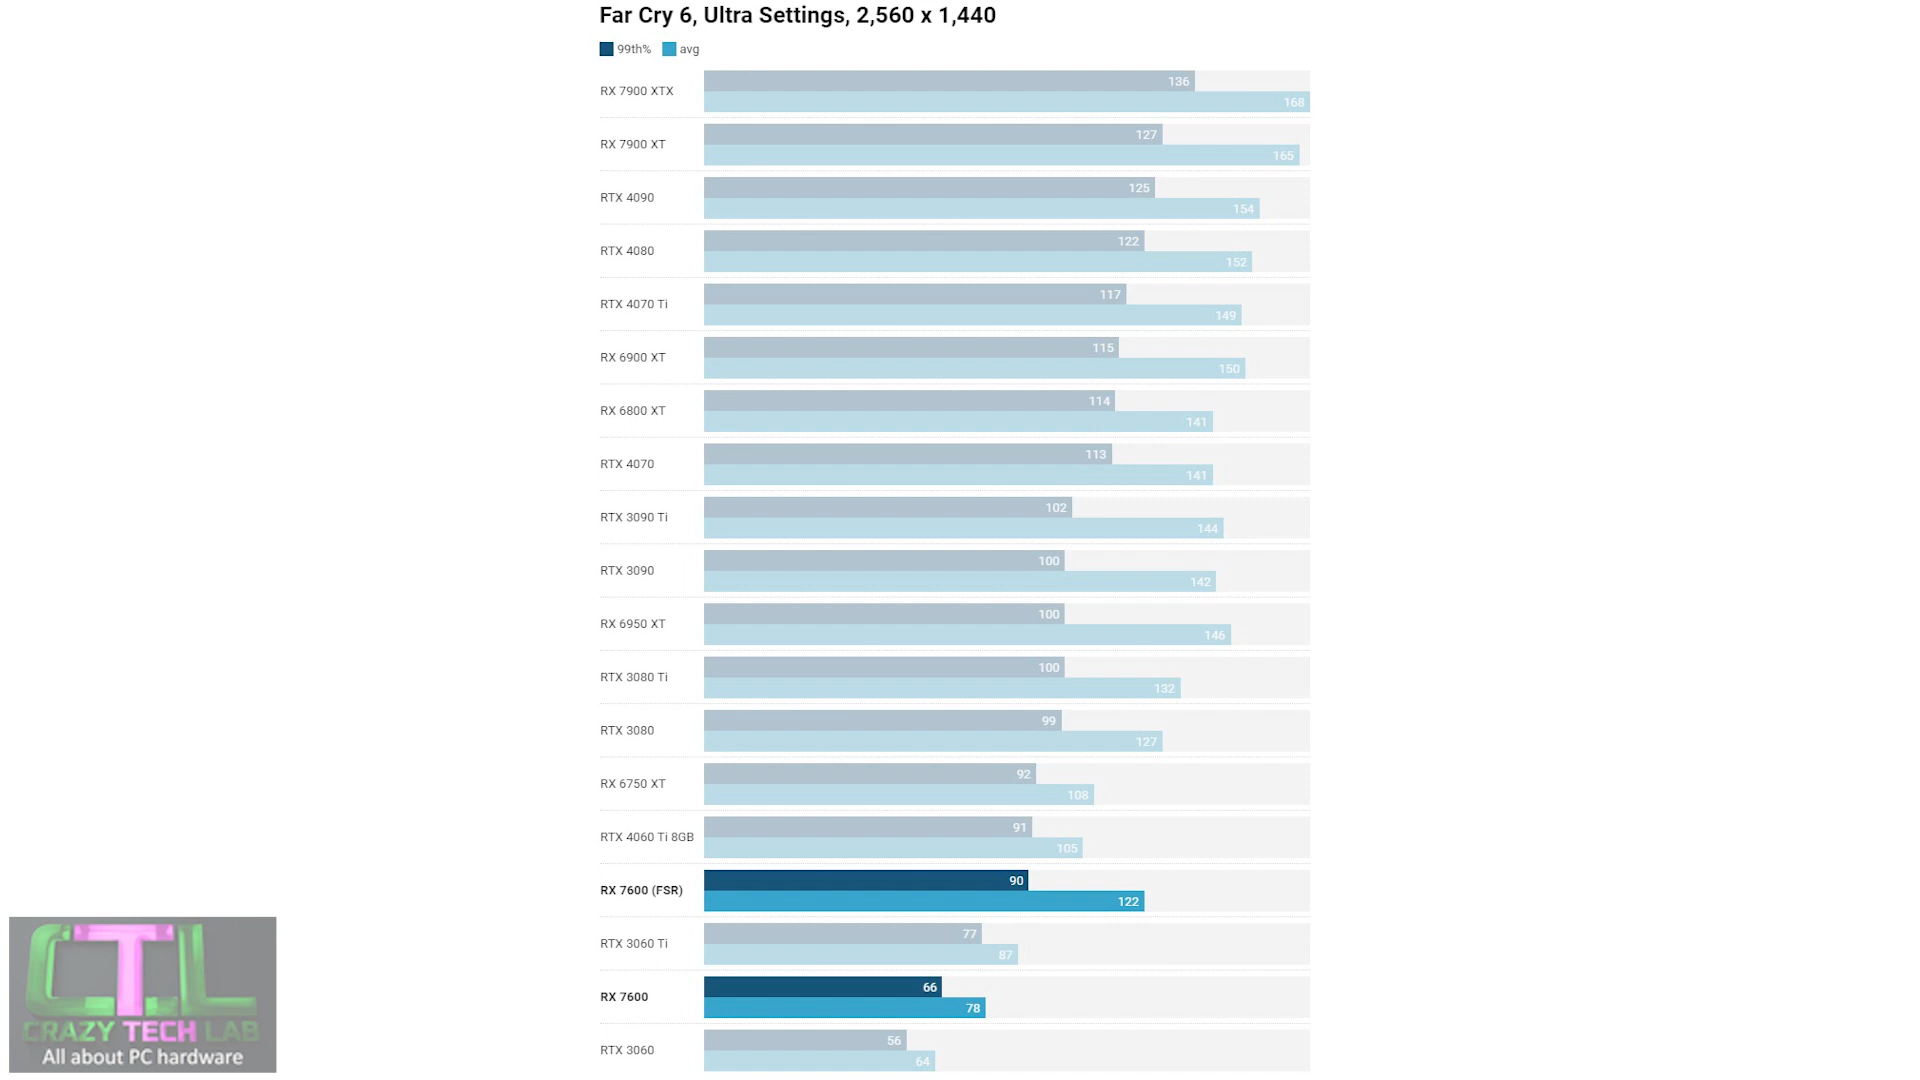 Far Cry 6, Ultra Settings, 2,560 x 1,440
99th% avg
RX 7900 XTX 136
168
RX 7900 XT 127
165
RTX 4090 125
154
RTX 4080 122
152
RTX 4070 Ti 117
149
RX 6900 XT 115
150
RX 6800 XT 114
141
RTX 4070 113
141
RTX 3090 Ti 102
144
RTX 3090 100
142
RX 6950 XT 100
146
RTX 3080 Ti 100
132
RTX 3080 99
127
RX 6750 XT 92
108
RTX 4060 Ti 8GB 91
105
RX 7600 (FSR) 90
122
RTX 3060 Ti 77
87
RX 7600 66
78
RTX 3060 56
64
CTL
CRAZY TECH LAB
All about PC hardware